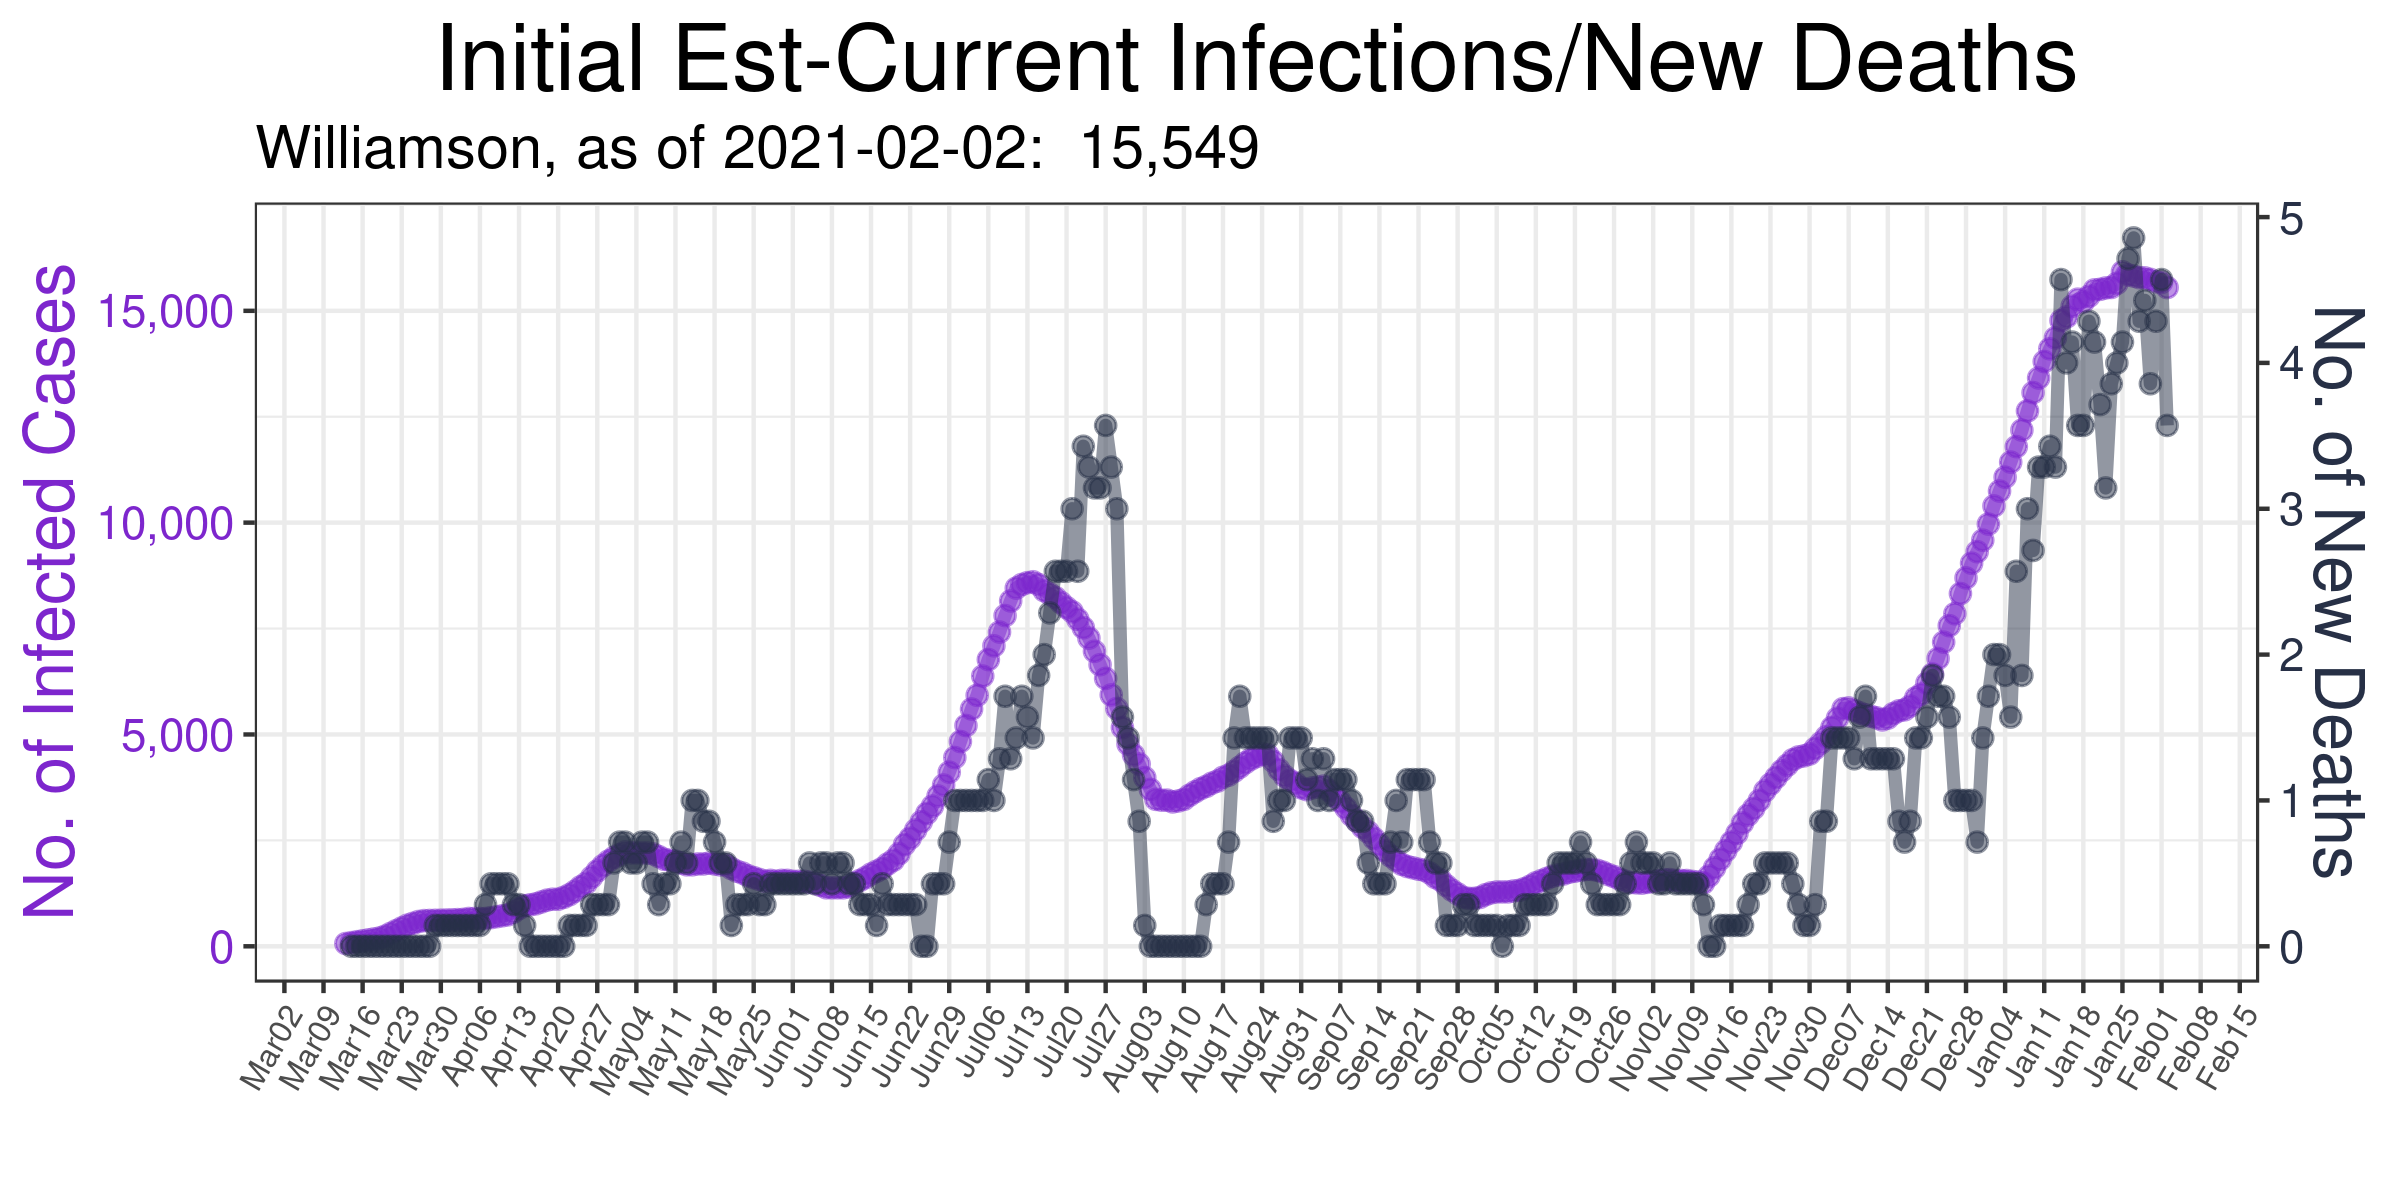 Initial Est-Current Infections/New Deaths
Williamson, as of 2021-02-02:  15,549
No. of Infected Cases
15,000
10,000
5,000
0
5
4
3
2
1
0
No. of New Deaths
Mar02
Mar09
Mar16
Mar23
Mar30
Apr06
Apr13
Apr20
Apr27
May04
May11
May18
May25
Jun01
Jun08
Jun15
Jun22
Jun29
Jul06
Jul13
Jul20
Jul27
Aug03
Aug10
Aug17
Aug24
Aug31
Sep07
Sep14
Sep21
Sep28
Oct05
Oct12
Oct19
Oct26
Nov02
Nov09
Nov16
Nov23
Nov30
Dec07
Dec14
Dec21
Dec28
Dec04
Jan11
Jan18
Jan25
Feb01
Feb08
Feb15